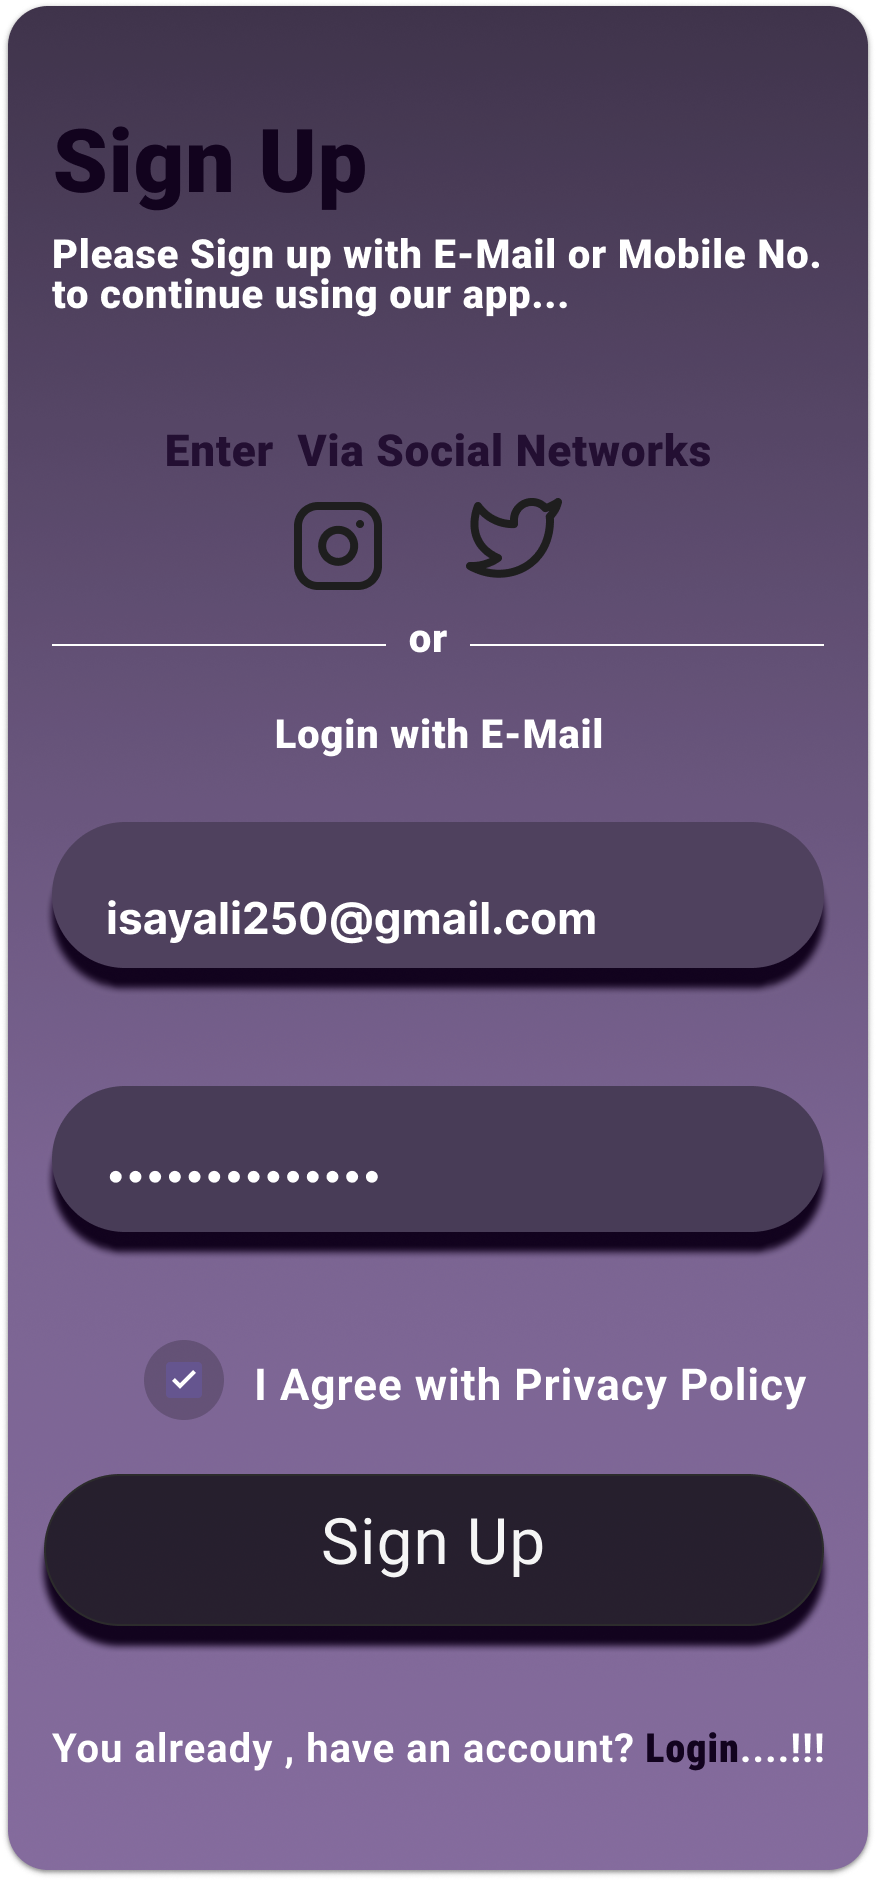 Sign Up
Please Sign up with E-Mail or Mobile No.
to continue using our app...
Enter  Via Social Networks
or
Login with E-Mail
isayali250@gmail.com
••••••••••••••
I Agree with Privacy Policy
Sign Up
You already , have an account? Login....!!!